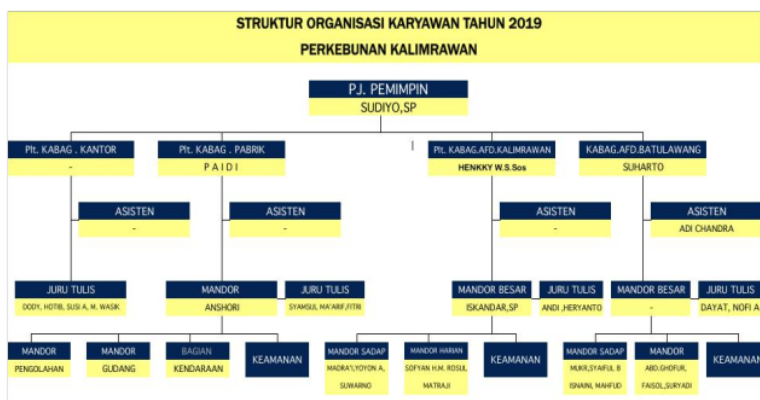 STRUKTUR ORGANISASI KARYAWAN TAHUN 2019
PERKEBUNAN KALIMRAWAN
P.J. PEMIMPIN
SUDIYO,SP
Plt. KABAG . KANTOR
-
Plt. KABAG . PABRIK
P A I D I
Plt. KABAG.AFD.KALIMRAWAN
HENKKY W.S.Sos
KABAG.AFD.BATULAWANG
SUHARTO
ASISTEN
-
ASISTEN
-
ASISTEN
-
ASISTEN
ADI CHANDRA
JURU TULIS
DODY, HOTIB, SUSI A, M. WASIK
MANDOR
ANSHORI
JURU TULIS
SYAMSUL MA'ARIF,FITRI
MANDOR BESAR
ISKANDAR,SP
JURU TULIS
ANDI ,HERYANTO
MANDOR BESAR
-
JURU TULIS
DAYAT, NOFI A
MANDOR
PENGOLAHAN
MANDOR
GUDANG
BAGIAN
KENDARAAN
KEAMANAN
MANDOR SADAP
MADRA'I,YOYON A,
SUWARNO
MANDOR HARIAN
SOFYAN H.M. ROSUL
MATRAJI
KEAMANAN
MANDOR SADAP
MUKR,SYAIFUL B
ISNAINI, MAHFUD
MANDOR
ABD.GHOFUR,
FAISOL,SURYADI
KEAMANAN